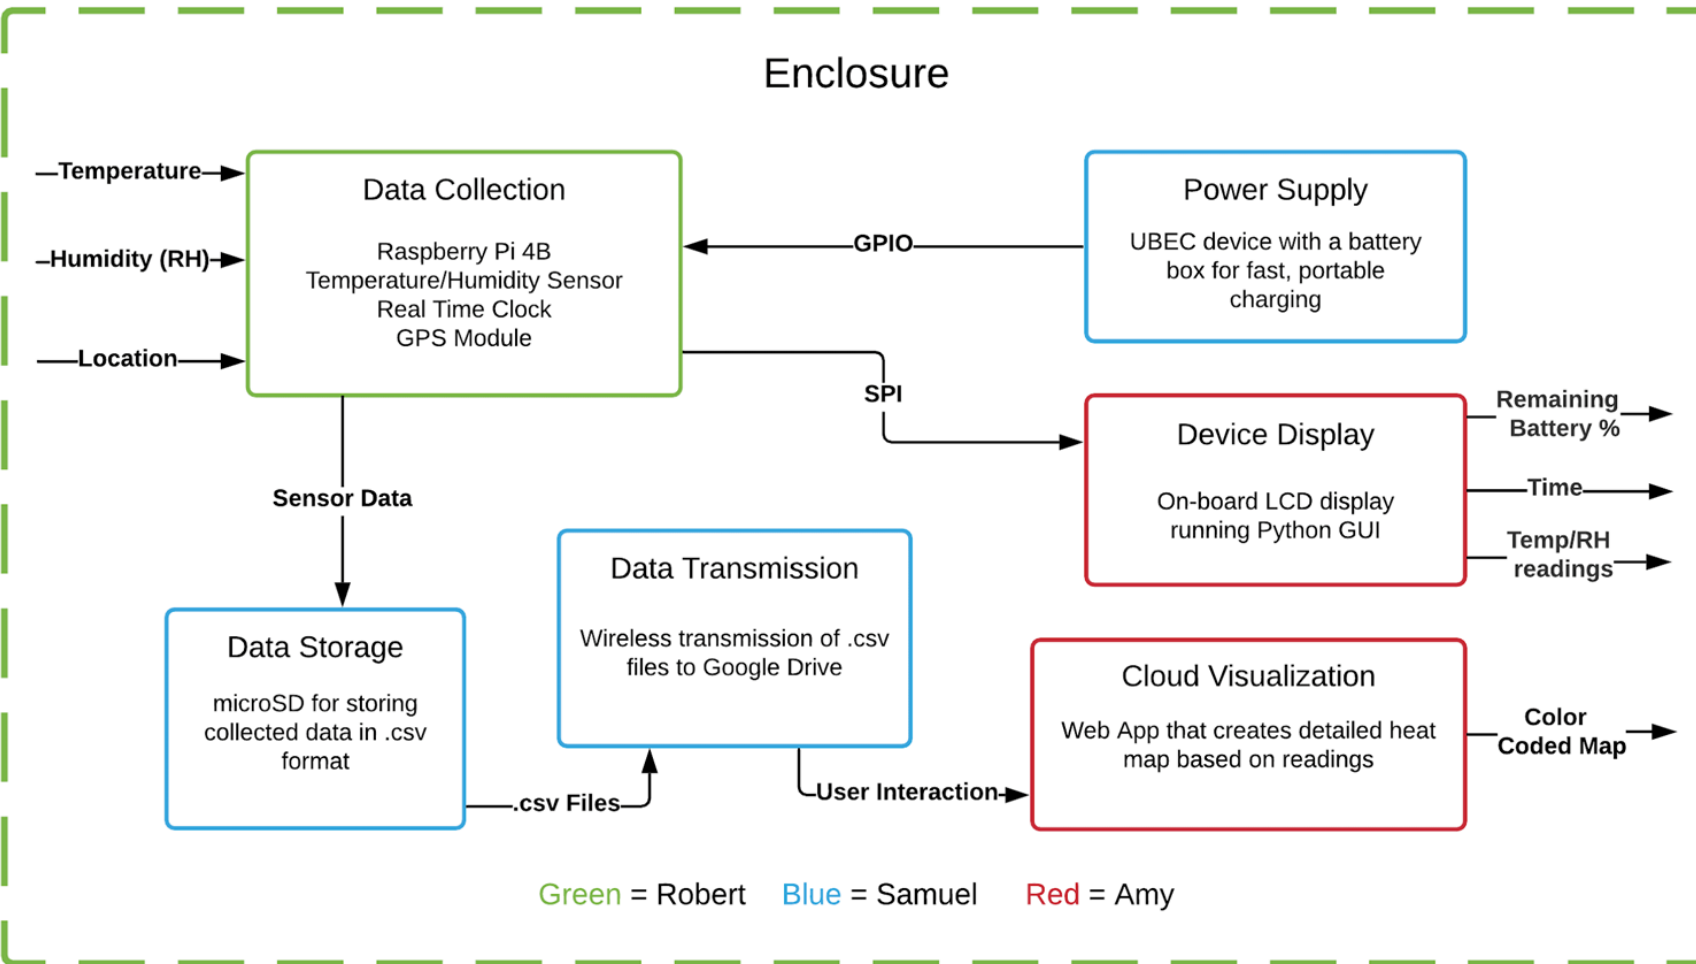 Enclosure
Temperature
Humidity (RH)
Location
Data Collection
Raspberry Pi 4B
Temperature/Humidity Sensor
Real Time Clock
GPS Module
GPIO
Power Supply
UBEC device with a battery
box for fast, portable
charging
SPI
Device Display
On-board LCD display
running Python GUI
Remaining
Battery %
Time
Temp/RH
readings
Sensor Data
Data Storage
microSD for storing
collected data in .csv
format
.csv Files
Data Transmission
Wireless transmission of .csv
files to Google Drive
User Interaction
Cloud Visualization
Web App that creates detailed heat
map based on readings
Color
Coded Map
Green = Robert Blue = Samuel Red = Amy